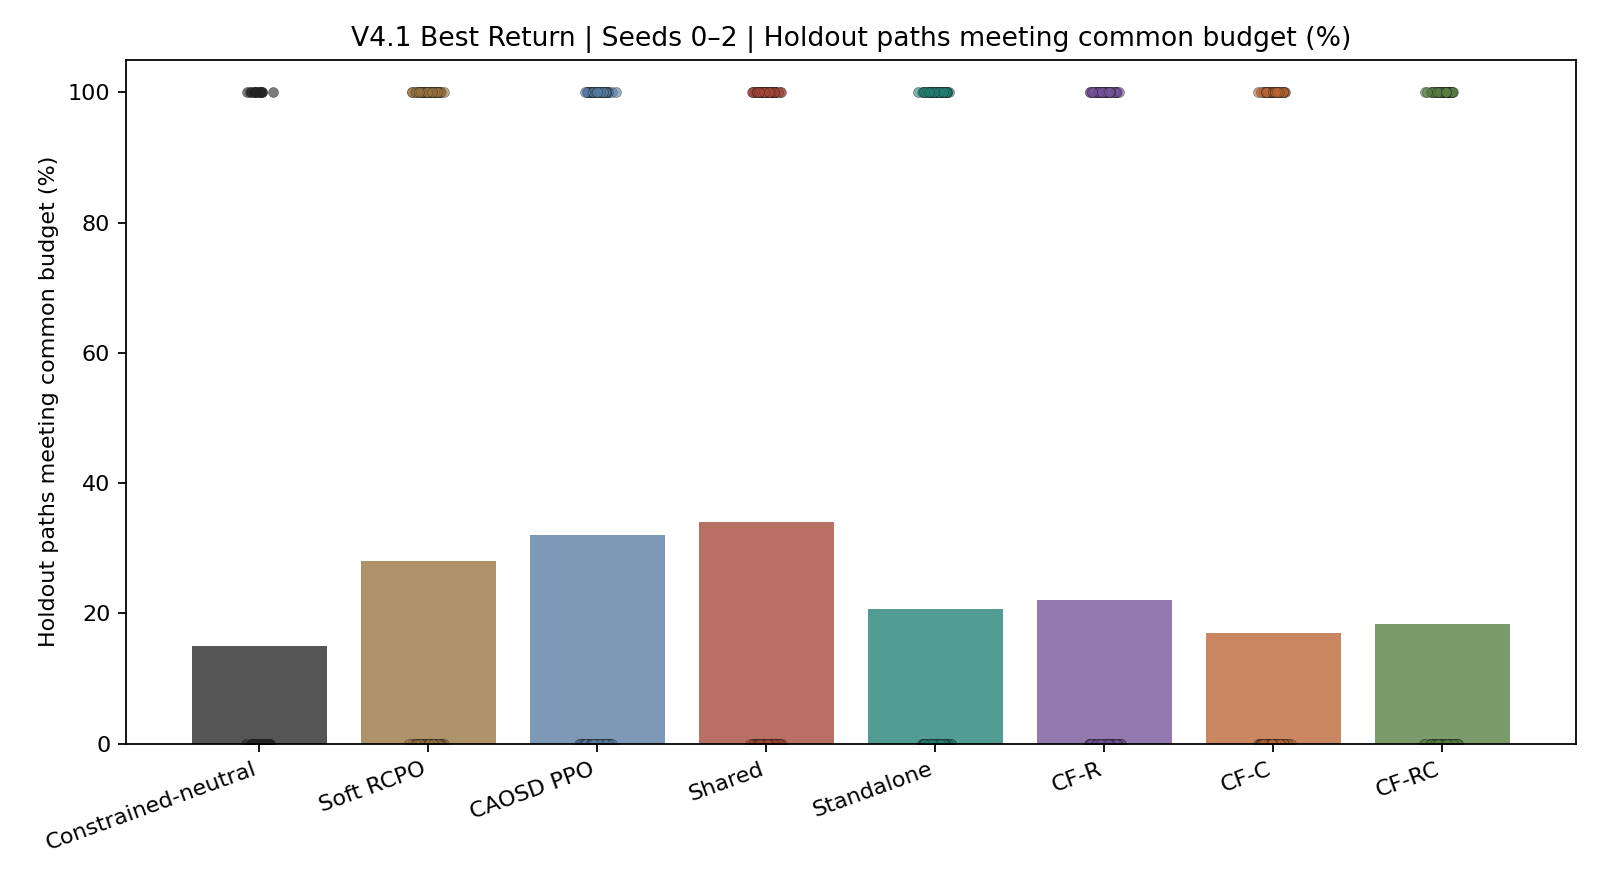 V4.1 Best Return | Seeds 0–2 | Holdout paths meeting common budget (%)
Holdout paths meeting common budget (%)
100
80
60
40
20
0
Constrained-neutral
Soft RCPO
CAOSD PPO
Shared
Standalone
CF-R
CF-C
CF-RC